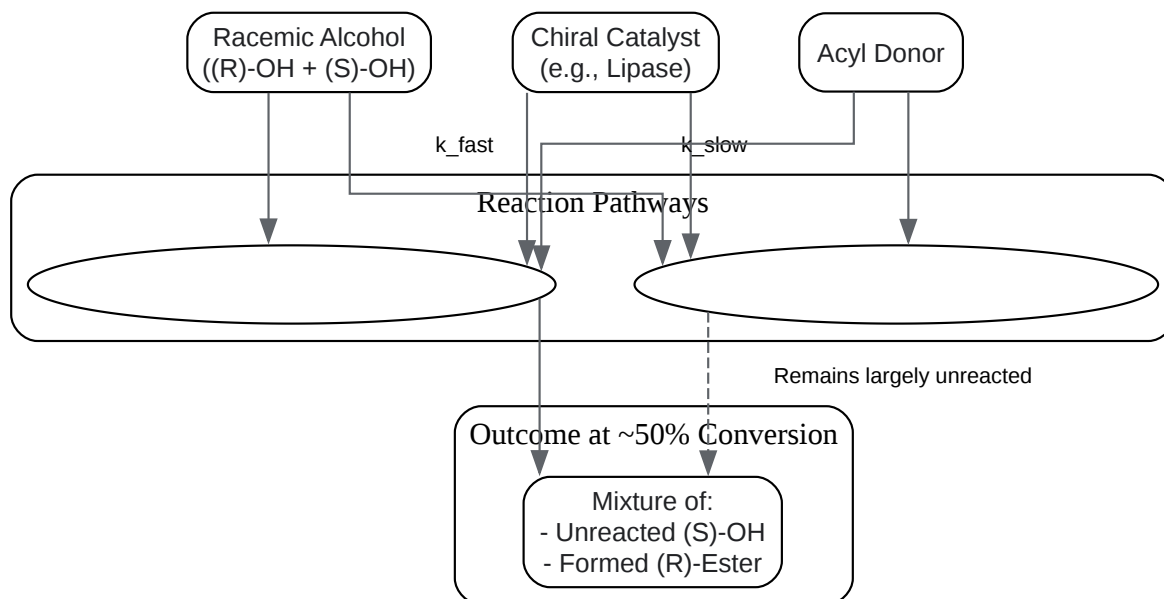 Racemic Alcohol
((R)-OH + (S)-OH)
Chiral Catalyst
(e.g., Lipase)
Acyl Donor
k_fast
k_slow
Reaction Pathways
Remains largely unreacted
Outcome at ~50% Conversion
Mixture of:
- Unreacted (S)-OH
- Formed (R)-Ester